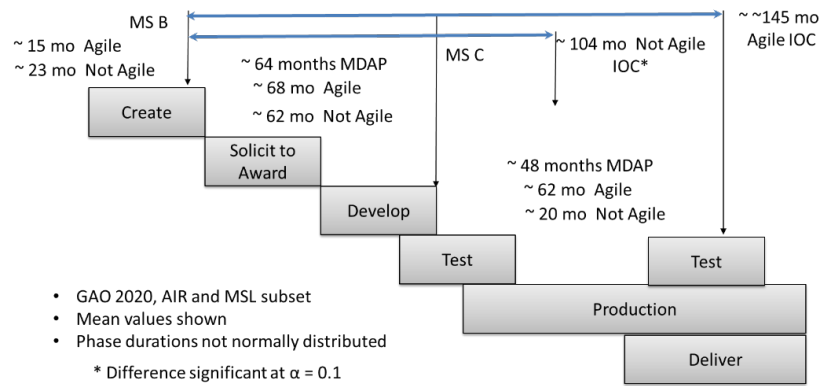 MS B
~ 15 mo Agile
~ 23 mo Not Agile
~ 64 months MDAP
~ 68 mo Agile
~ 62 mo Not Agile
MS C
~ 104 mo Not Agile
IOC*
~ ~145 mo
Agile IOC
Create
Solicit to
Award
Develop
~ 48 months MDAP
~ 62 mo Agile
~ 20 mo Not Agile
Test
Test
Production
Deliver
• GAO 2020, AIR and MSL subset
• Mean values shown
• Phase durations not normally distributed
* Difference significant at α = 0.1